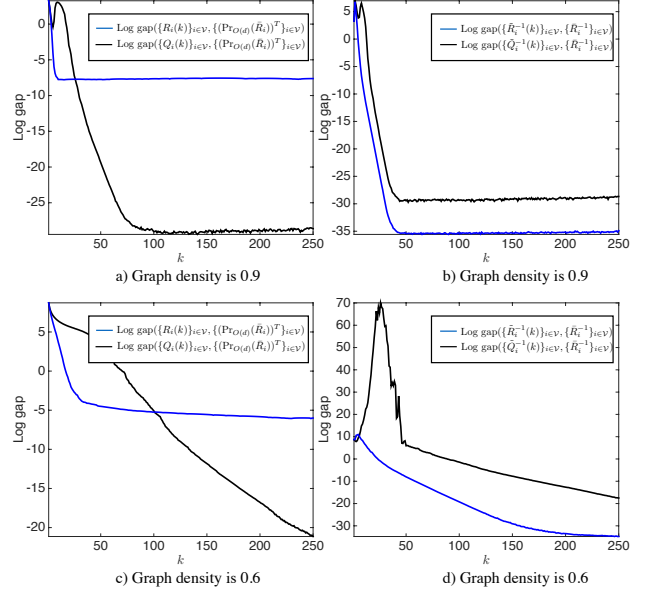 Log gap({R_i(k)}_{i∈V}, {(Pr_{O(d)}(R̄_i))^T}_{i∈V})
Log gap({Q_i(k)}_{i∈V}, {(Pr_{O(d)}(R̄_i))^T}_{i∈V})
Log gap
0
-5
-10
-15
-20
-25
50
100
150
200
250
k
a) Graph density is 0.9
Log gap({R̃_i^{-1}(k)}_{i∈V}, {R̄_i^{-1}}_{i∈V})
Log gap({Q̃_i^{-1}(k)}_{i∈V}, {R̄_i^{-1}}_{i∈V})
Log gap
5
0
-5
-10
-15
-20
-25
-30
-35
50
100
150
200
250
k
b) Graph density is 0.9
Log gap({R_i(k)}_{i∈V}, {(Pr_{O(d)}(R̄_i))^T}_{i∈V})
Log gap({Q_i(k)}_{i∈V}, {(Pr_{O(d)}(R̄_i))^T}_{i∈V})
Log gap
5
0
-5
-10
-15
-20
50
100
150
200
250
k
c) Graph density is 0.6
Log gap({R̃_i^{-1}(k)}_{i∈V}, {R̄_i^{-1}}_{i∈V})
Log gap({Q̃_i^{-1}(k)}_{i∈V}, {R̄_i^{-1}}_{i∈V})
Log gap
70
60
50
40
30
20
10
0
-10
-20
-30
50
100
150
200
250
k
d) Graph density is 0.6